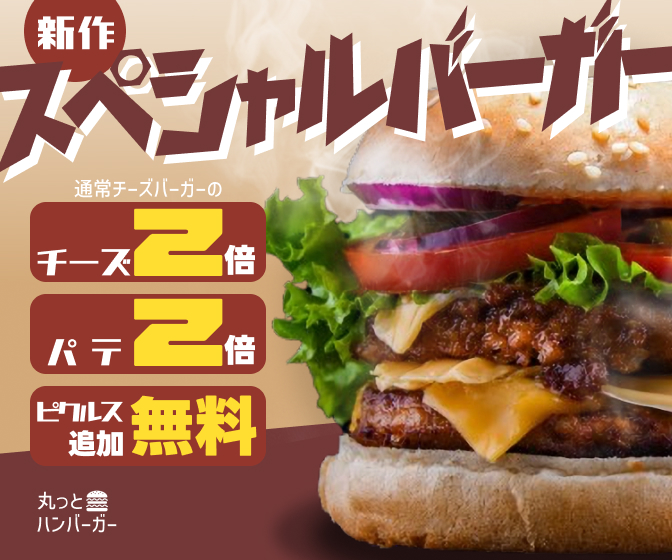 新作
スペシャルバーガー
通常チーズバーガーの
チーズ2倍
パテ2倍
ピクルス
追加無料
丸っと
ハンバーガー